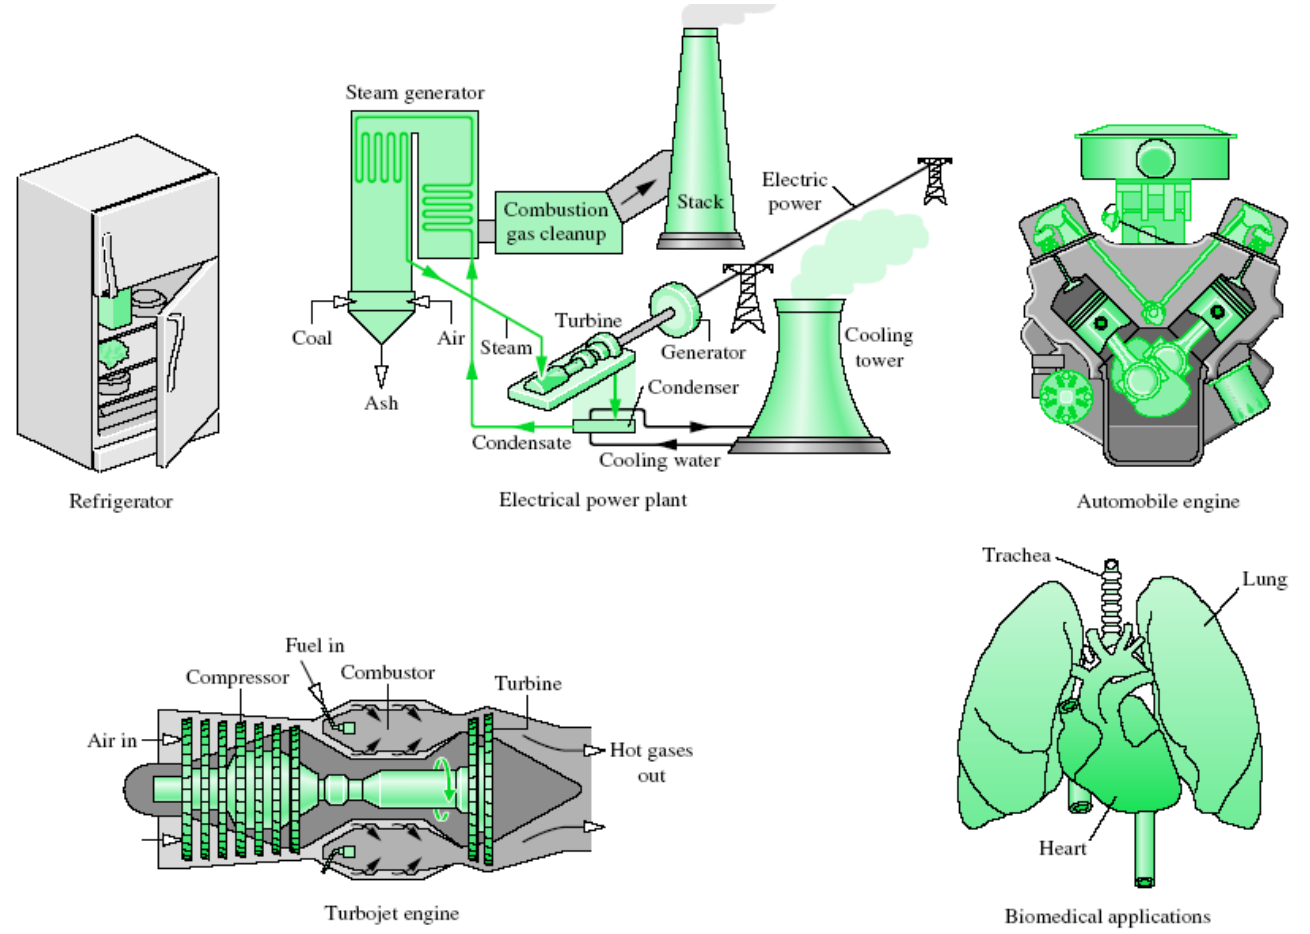 Steam generator
Combustion
gas cleanup
Stack
Electric
power
Coal
Air
Ash
Steam
Turbine
Generator
Condenser
Cooling
tower
Condensate
Cooling water
Refrigerator
Electrical power plant
Automobile engine
Fuel in
Compressor
Combustor
Turbine
Air in
Hot gases
out
Turbojet engine
Trachea
Lung
Heart
Biomedical applications